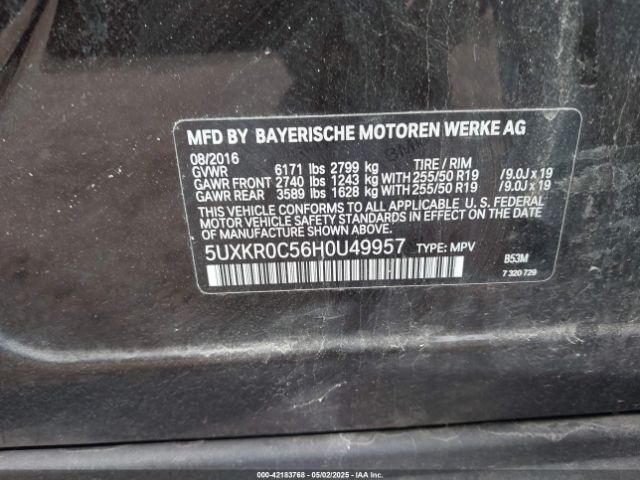 MFD BY BAYERISCHE MOTOREN WERKE AG
08/2016
GVWR 6171 lbs 2799 kg TIRE / RIM
GAWR FRONT 2740 lbs 1243 kg WITH 255/50 R19 /9.0J x 19
GAWR REAR 3589 lbs 1628 kg WITH 255/50 R19 /9.0J x 19
THIS VEHICLE CONFORMS TO ALL APPLICABLE U. S. FEDERAL
MOTOR VEHICLE SAFETY STANDARDS IN EFFECT ON THE DATE
OF MANUFACTURE SHOWN ABOVE.
5UXKR0C56H0U49957 TYPE: MPV
B53M
7 320 729
000-42183768 - 05/02/2025 - IAAI.COM